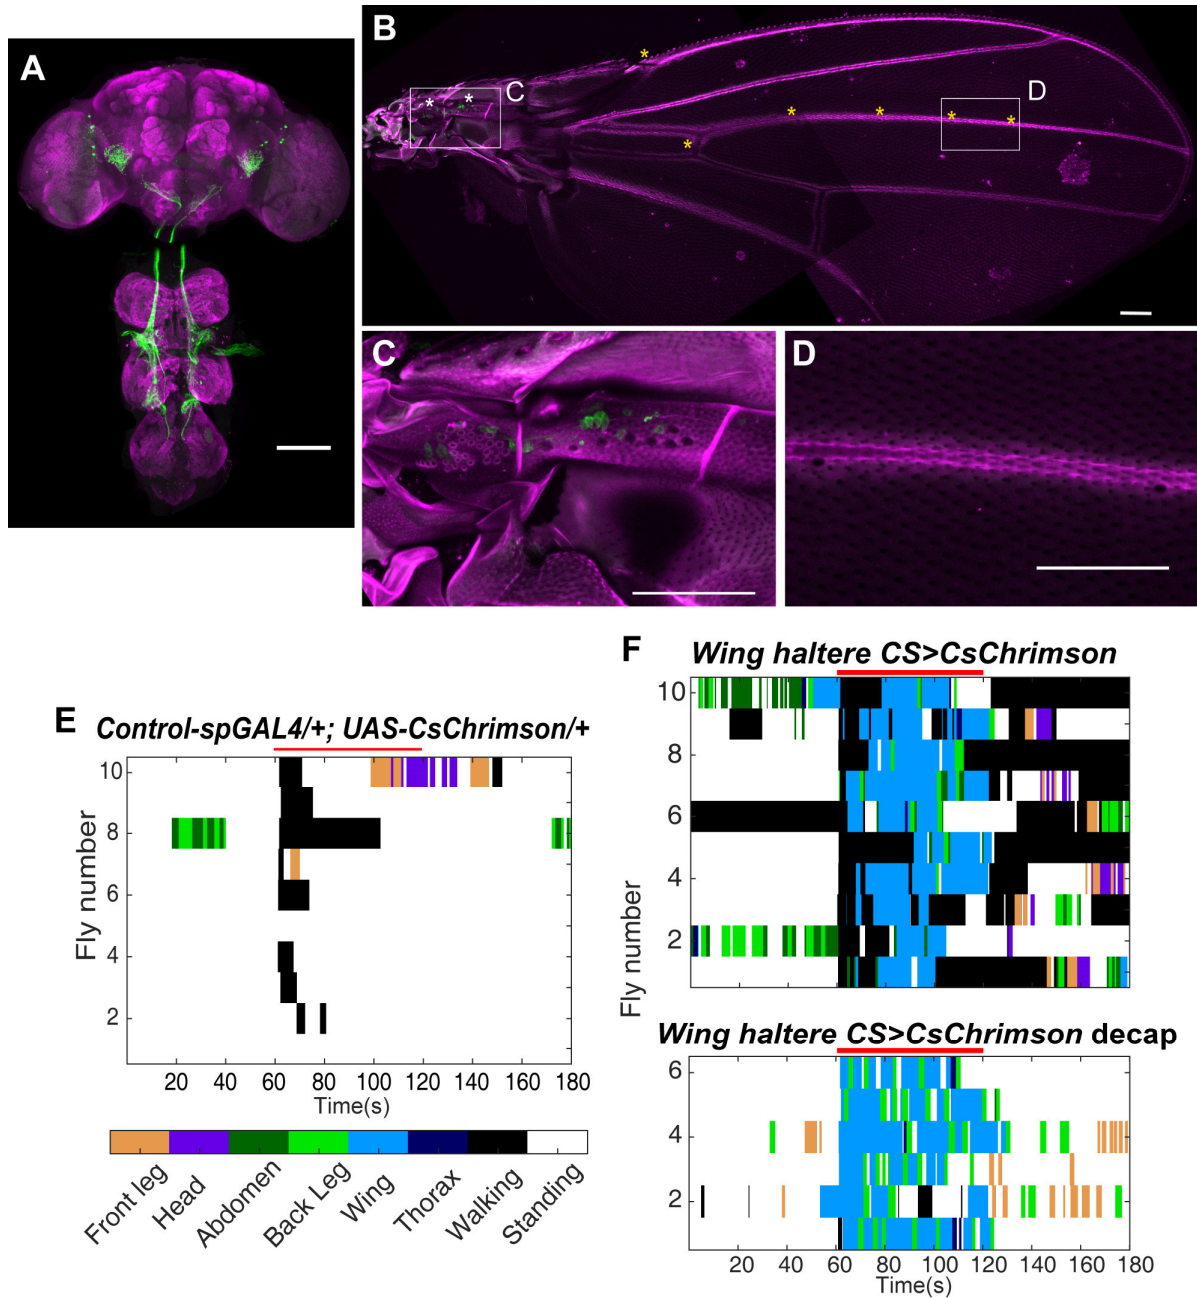 A
B
* * C
* * * * * * D
C
D
E Control-spGAL4/+; UAS-CsChrimson/+
10
8
6
4
2
Fly number
20 40 60 80 100 120 140 160 180
Time(s)
Front leg
Head
Abdomen
Back Leg
Wing
Thorax
Walking
Standing
F Wing haltere CS>CsChrimson
10
8
6
4
2
Fly number
Wing haltere CS>CsChrimson decap
6
4
2
20 40 60 80 100 120 140 160 180
Time(s)